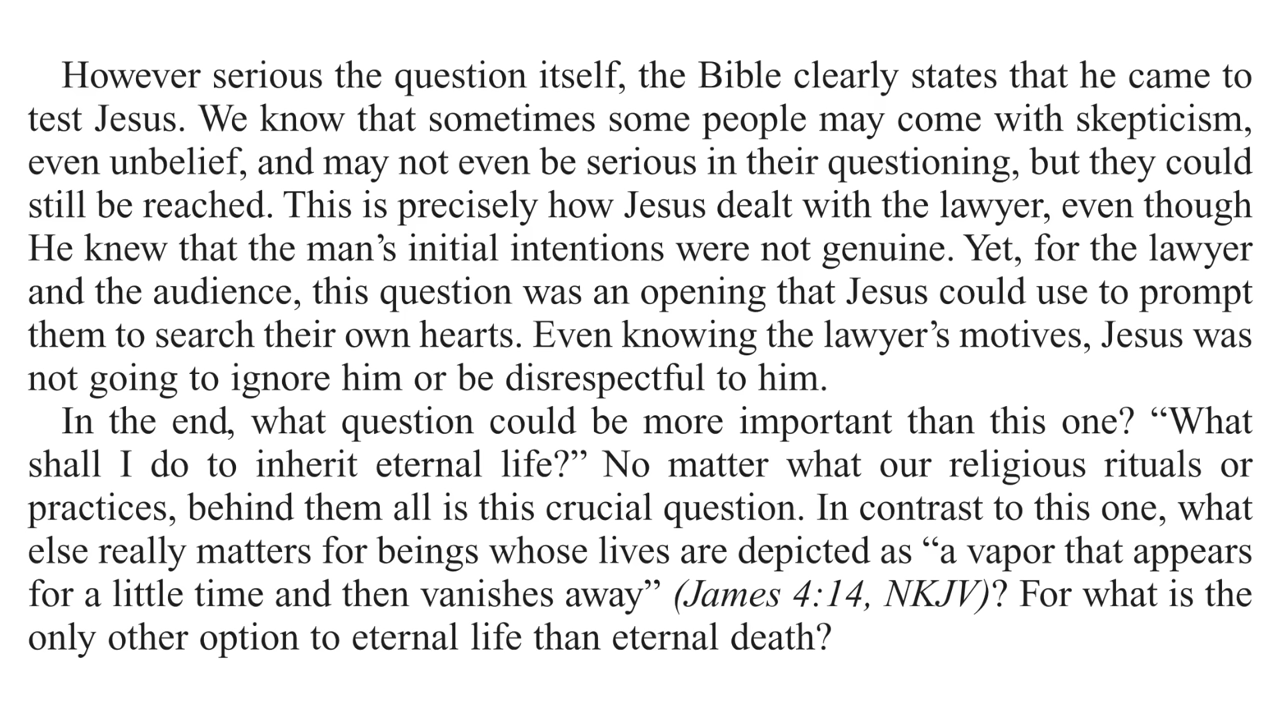 However serious the question itself, the Bible clearly states that he came to
test Jesus. We know that sometimes some people may come with skepticism,
even unbelief, and may not even be serious in their questioning, but they could
still be reached. This is precisely how Jesus dealt with the lawyer, even though
He knew that the man’s initial intentions were not genuine. Yet, for the lawyer
and the audience, this question was an opening that Jesus could use to prompt
them to search their own hearts. Even knowing the lawyer’s motives, Jesus was
not going to ignore him or be disrespectful to him.
In the end, what question could be more important than this one? “What
shall I do to inherit eternal life?” No matter what our religious rituals or
practices, behind them all is this crucial question. In contrast to this one, what
else really matters for beings whose lives are depicted as “a vapor that appears
for a little time and then vanishes away” (James 4:14, NKJV)? For what is the
only other option to eternal life than eternal death?